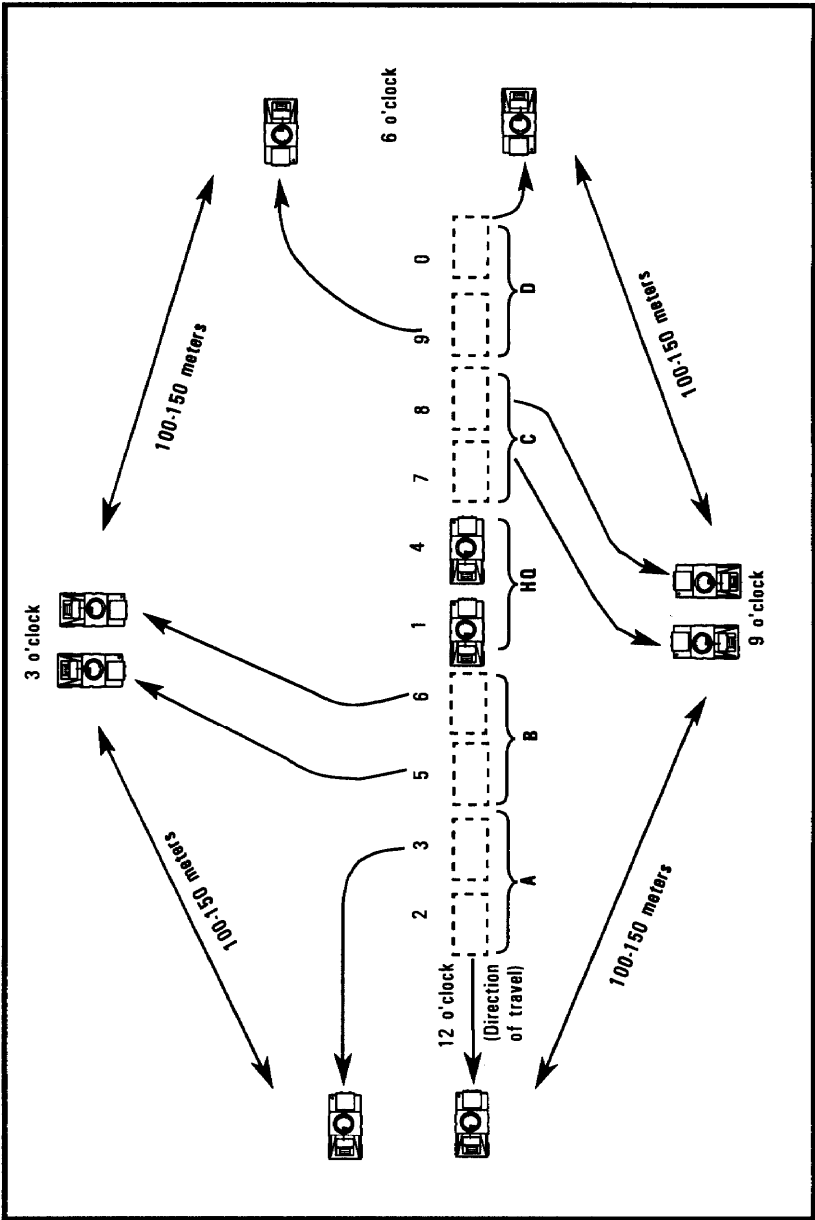 12 o'clock
(Direction
of travel)
2
3
A
100-150 meters
100-150 meters
5
6
B
9 o'clock
3 o'clock
1
4
HQ
7
8
C
9
0
D
100-150 meters
100-150 meters
6 o'clock